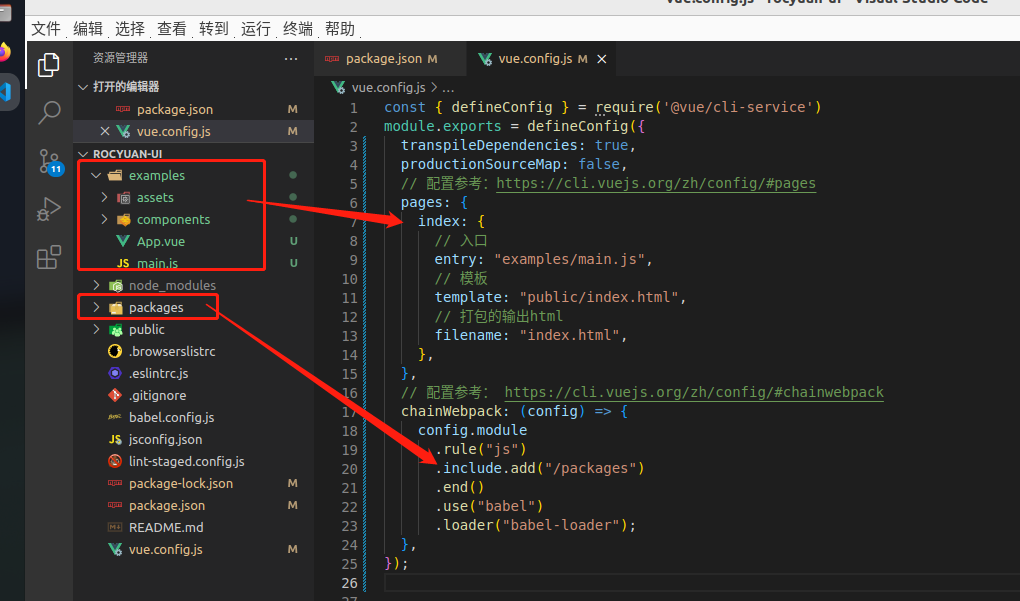 vue.config.js - rocyuan-ui - Visual Studio Code
文件 编辑 选择 查看 转到 运行 终端 帮助
资源管理器 ···
package.json M
vue.config.js M ×
打开的编辑器
package.json M
× vue.config.js M
ROCYUAN-UI
examples
assets
components
App.vue U
JS main.js U
node_modules
packages
public
.browserslistrc
.eslintrc.js
.gitignore
babel.config.js
JS jsconfig.json
lint-staged.config.js
package-lock.json M
package.json M
README.md
vue.config.js M
11
vue.config.js > ...
1 const { defineConfig } = require('@vue/cli-service')
2 module.exports = defineConfig({
3 transpileDependencies: true,
4 productionSourceMap: false,
5 // 配置参考：https://cli.vuejs.org/zh/config/#pages
6 pages: {
7 index: {
8 // 入口
9 entry: "examples/main.js",
10 // 模板
11 template: "public/index.html",
12 // 打包的输出html
13 filename: "index.html",
14 },
15 },
16 // 配置参考： https://cli.vuejs.org/zh/config/#chainwebpack
17 chainWebpack: (config) => {
18 config.module
19 .rule("js")
20 .include.add("/packages")
21 .end()
22 .use("babel")
23 .loader("babel-loader");
24 },
25 });
26
27